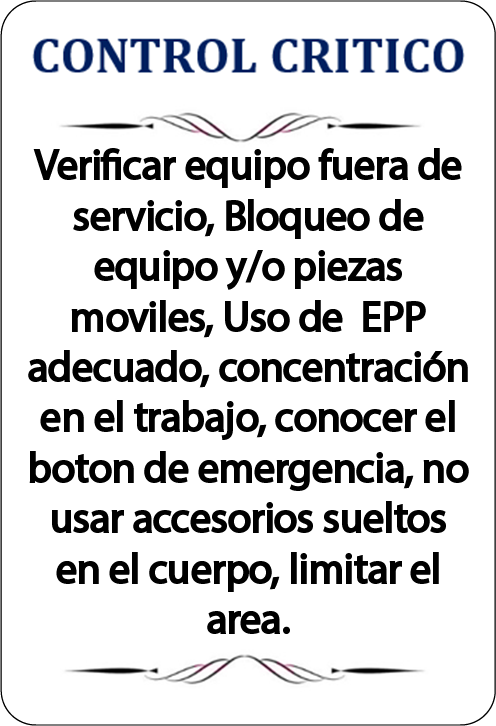 CONTROL CRITICO
Verificar equipo fuera de
servicio, Bloqueo de
equipo y/o piezas
moviles, Uso de  EPP
adecuado, concentración
en el trabajo, conocer el
boton de emergencia, no
usar accesorios sueltos
en el cuerpo, limitar el
area.